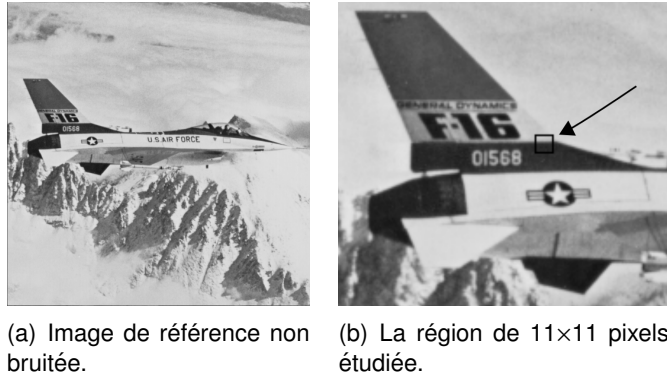 F-16
01568
U.S. AIR FORCE
GENERAL DYNAMICS
F-16
01568
(a) Image de référence non
bruitée.
(b) La région de 11×11 pixels
étudiée.